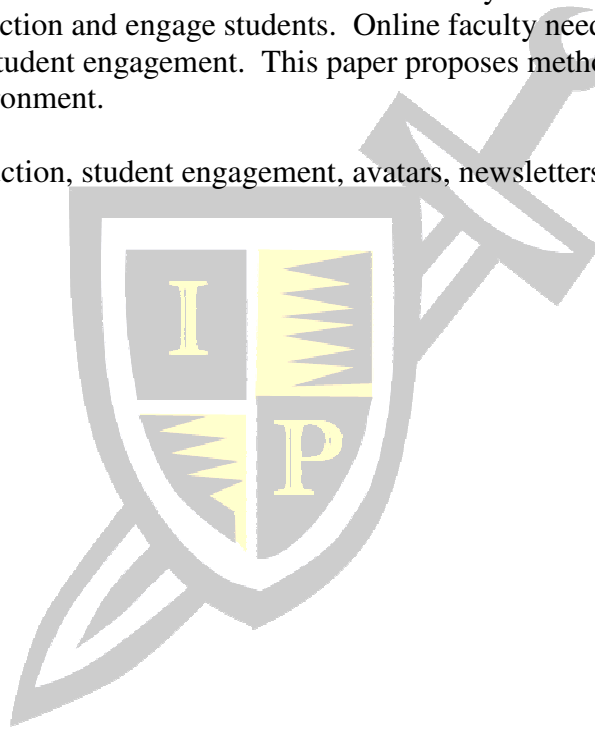 ction and engage students.  Online faculty need
tudent engagement.  This paper proposes metho
onment.
ction, student engagement, avatars, newsletters
I
P